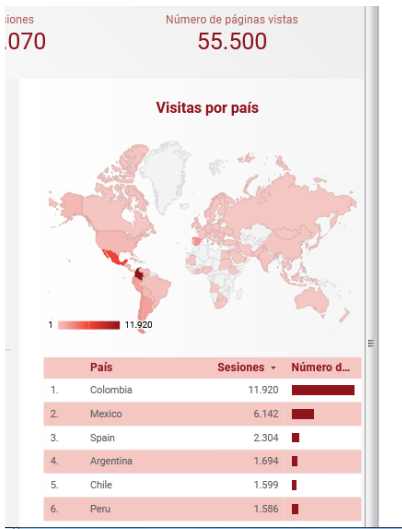 siones
.070
Número de páginas vistas
55.500
Visitas por país
1
11.920
País Sesiones Número d...
1. Colombia 11.920
2. Mexico 6.142
3. Spain 2.304
4. Argentina 1.694
5. Chile 1.599
6. Peru 1.586